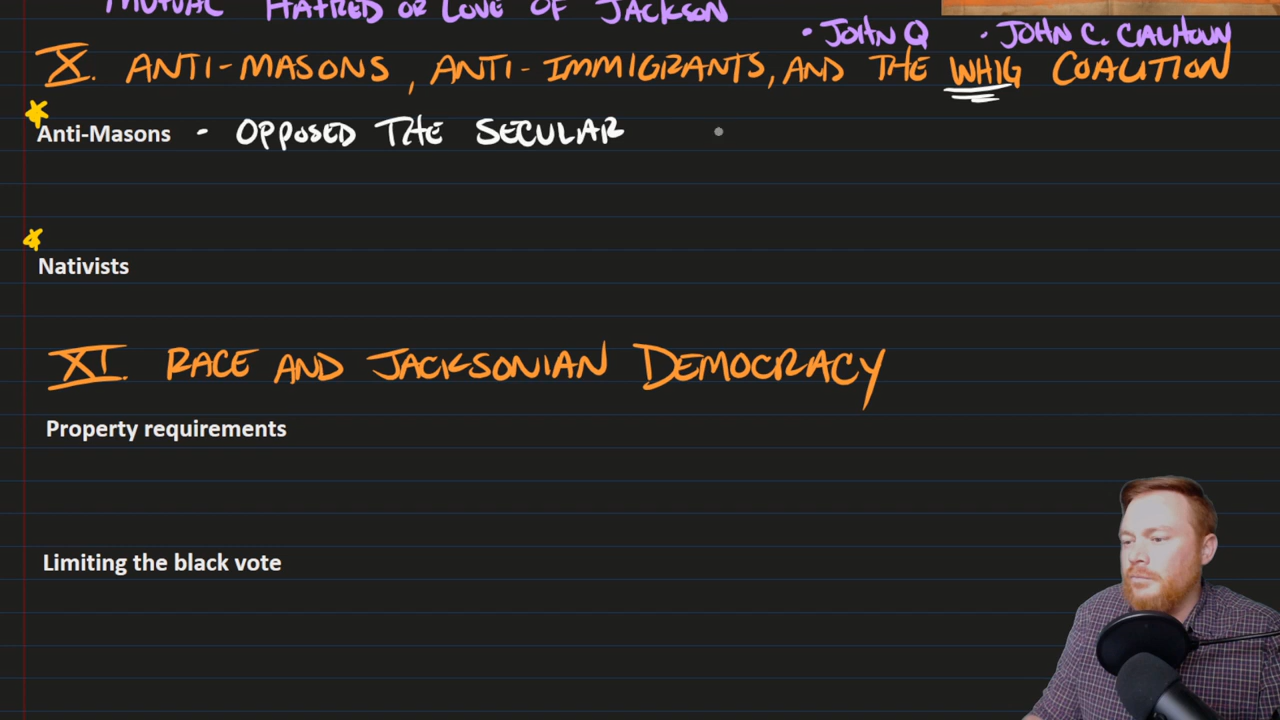 MUTUAL HATRED OR LOVE OF JACKSON
• JOHN Q • JOHN C. CALHOUN
X. ANTI-MASONS, ANTI-IMMIGRANTS, AND THE WHIG COALITION
Anti-Masons - OPPOSED THE SECULAR
Nativists
XI. RACE AND JACKSONIAN DEMOCRACY
Property requirements
Limiting the black vote